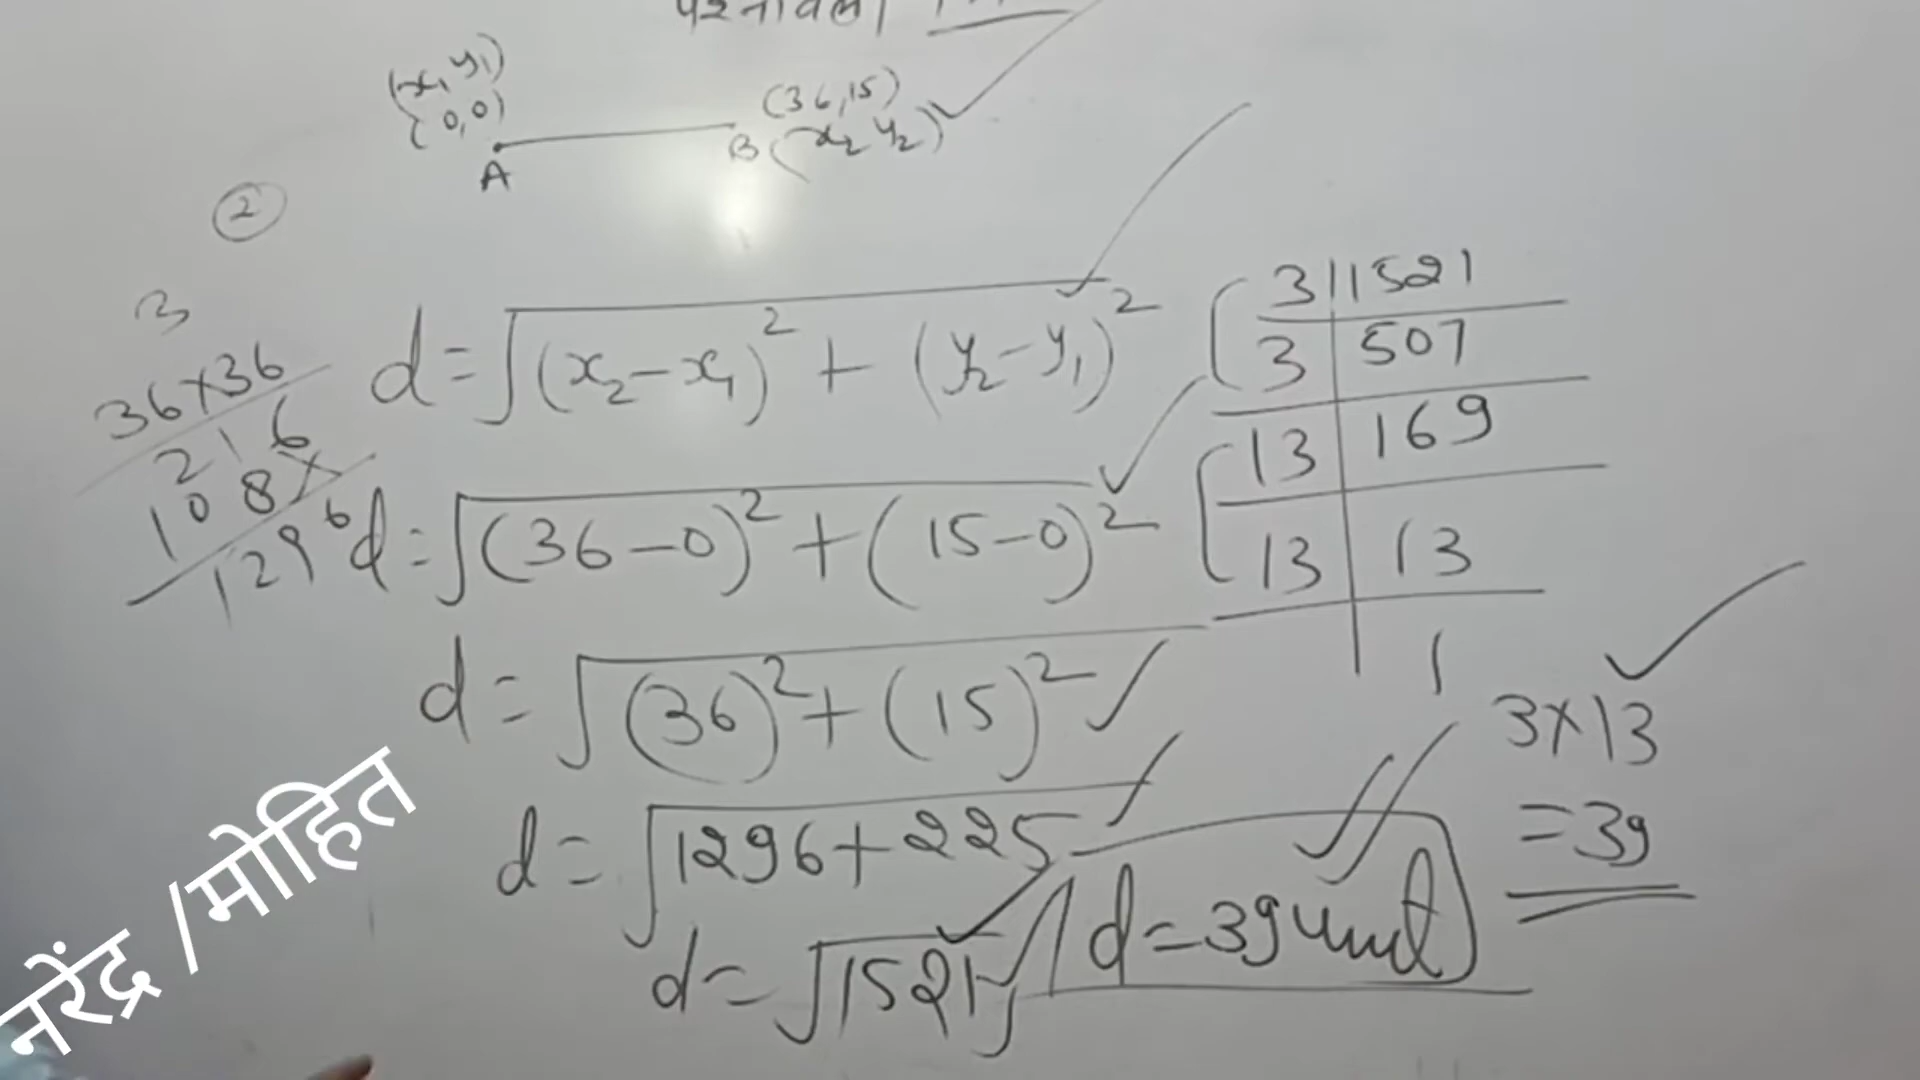 प्रश्नावली
(x₁ y₁)
(0,0)
(36,15)
A
B (x₂ y₂)
②
3
36×36
216
108×
1296
d=√(x₂-x₁)²+(y₂-y₁)²
d=√(36-0)²+(15-0)²
d=√(36)²+(15)²
d=√1296+225
d=√1521
d=39 unit
3|1521
3|507
13|169
13|13
1
3×13
=39
नरेंद्र /मोहित